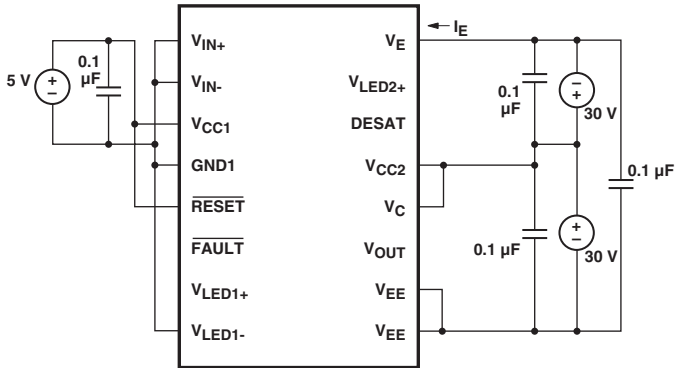 5 V
+
−
0.1
µF
V_IN+
V_IN-
V_CC1
GND1
RESET
FAULT
V_LED1+
V_LED1-
V_E
V_LED2+
DESAT
V_CC2
V_C
V_OUT
V_EE
V_EE
I_E
0.1
µF
−
+
30 V
0.1 µF
0.1 µF
+
−
30 V